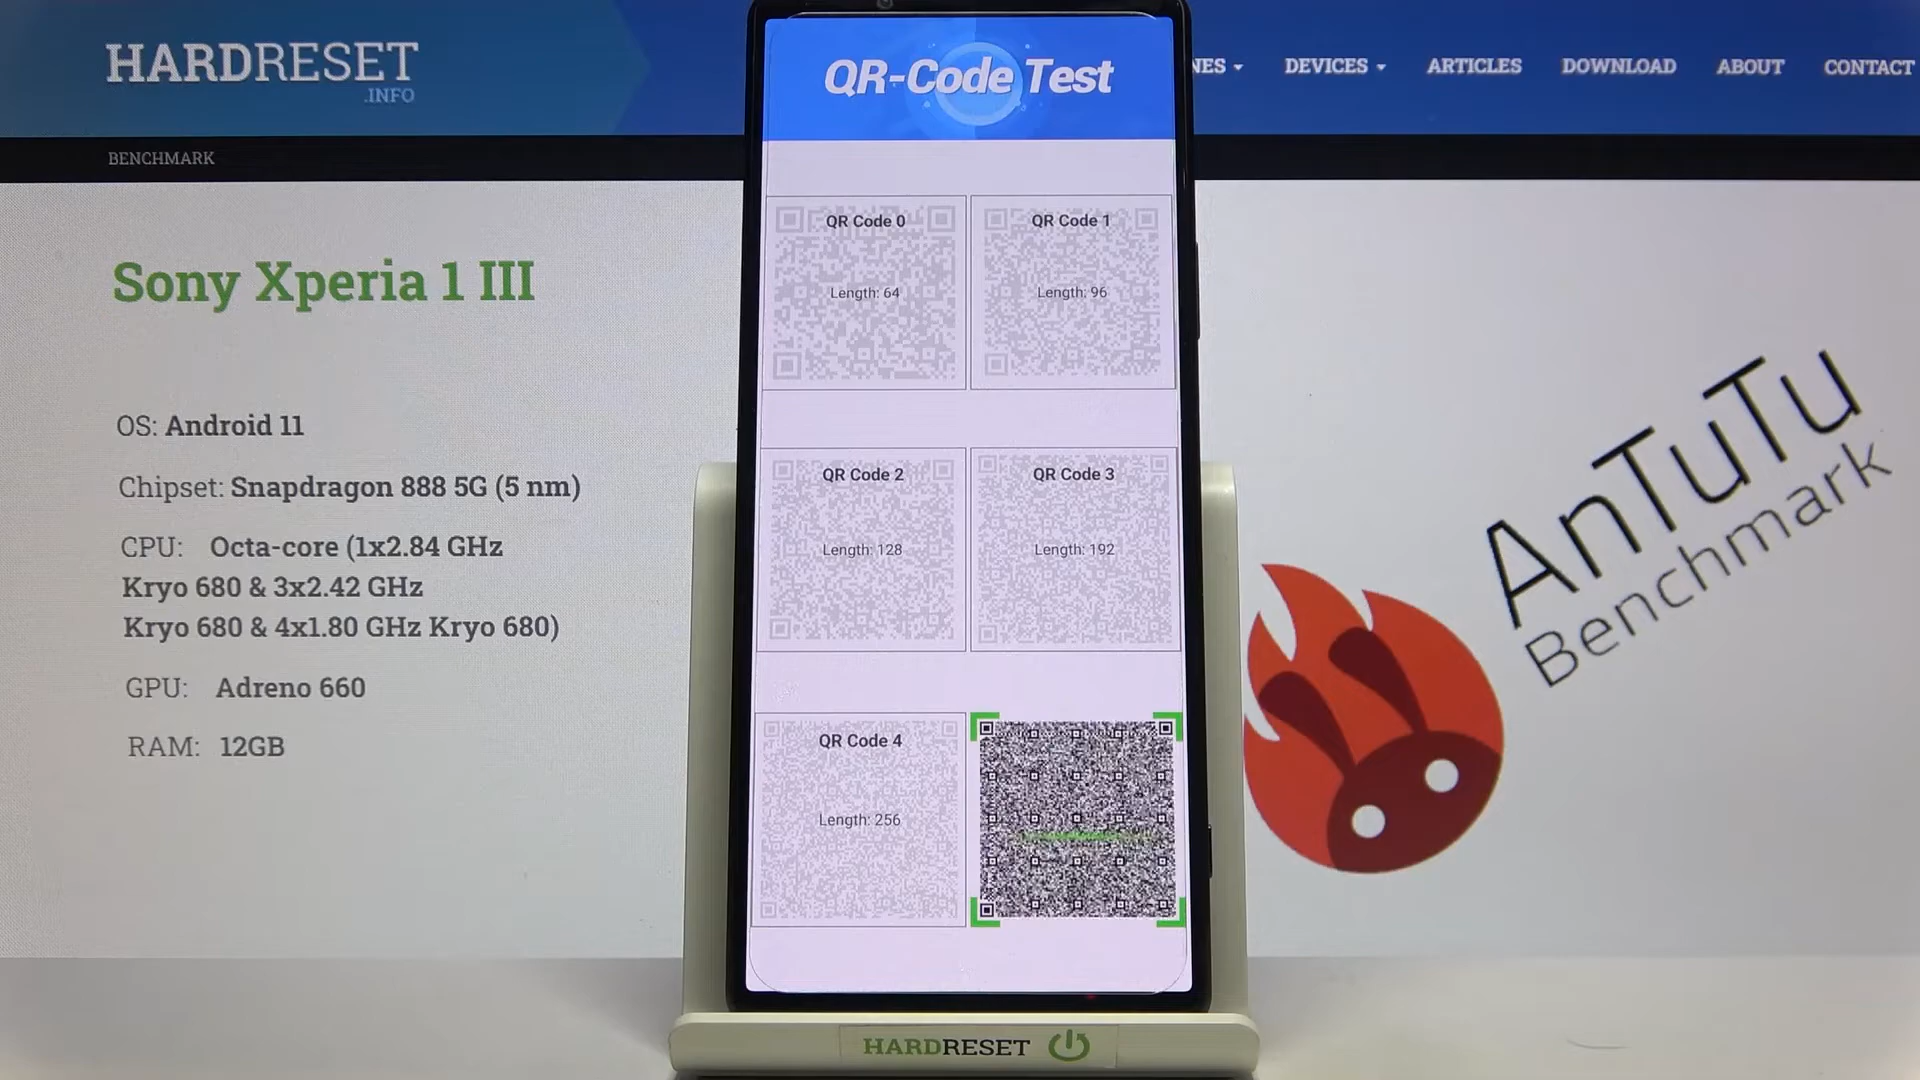 HARDRESET
.INFO
NES
DEVICES
ARTICLES
DOWNLOAD
ABOUT
CONTACT
BENCHMARK
Sony Xperia 1 III
OS: Android 11
Chipset: Snapdragon 888 5G (5 nm)
CPU: Octa-core (1x2.84 GHz
Kryo 680 & 3x2.42 GHz
Kryo 680 & 4x1.80 GHz Kryo 680)
GPU: Adreno 660
RAM: 12GB
QR-Code Test
QR Code 0
Length: 64
QR Code 1
Length: 96
QR Code 2
Length: 128
QR Code 3
Length: 192
QR Code 4
Length: 256
AnTuTu
Benchmark
HARDRESET